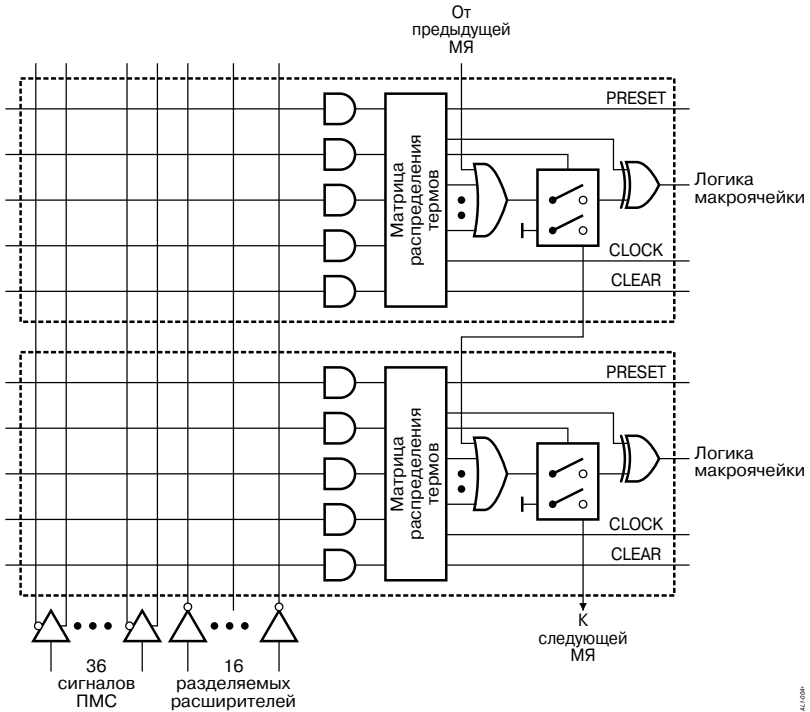 От
предыдущей
МЯ
PRESET
Матрица
распределения
термов
Логика
макроячейки
CLOCK
CLEAR
PRESET
Матрица
распределения
термов
Логика
макроячейки
CLOCK
CLEAR
К
следующей
МЯ
36
сигналов
ПМС
16
разделяемых
расширителей